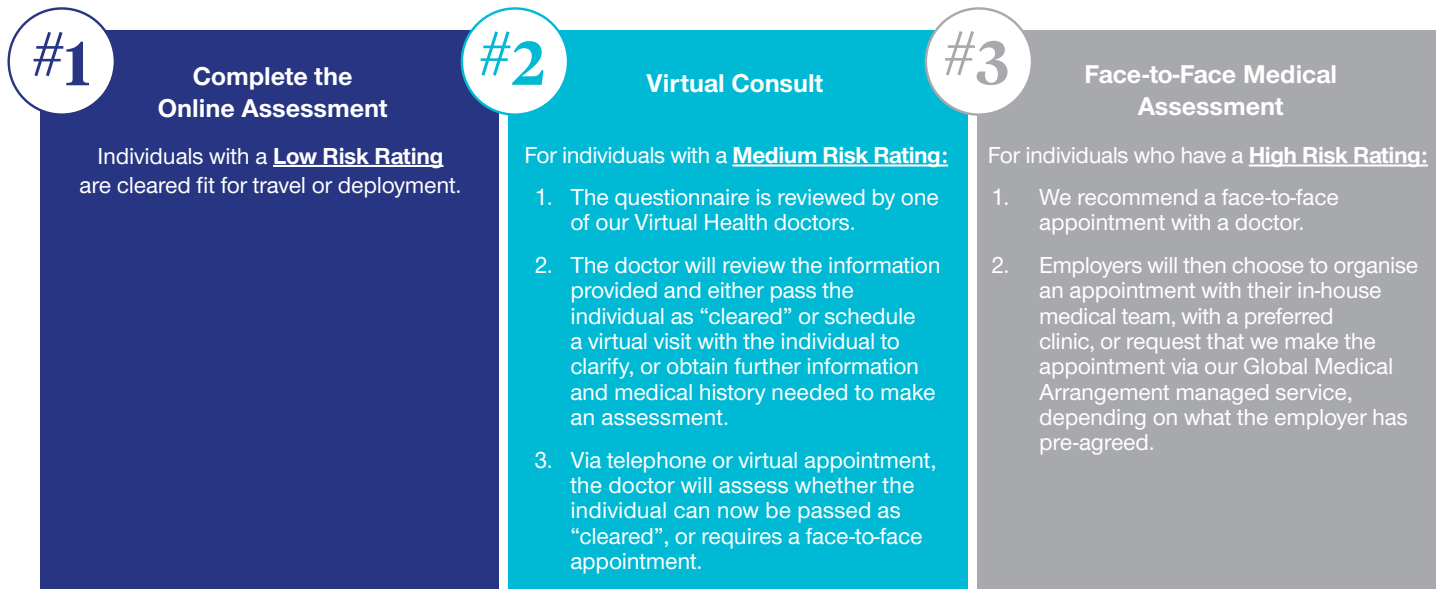 #1
Complete the
Online Assessment
Individuals with a Low Risk Rating
are cleared fit for travel or deployment.
#2
Virtual Consult
For individuals with a Medium Risk Rating:
1. The questionnaire is reviewed by one
of our Virtual Health doctors.
2. The doctor will review the information
provided and either pass the
individual as “cleared” or schedule
a virtual visit with the individual to
clarify, or obtain further information
and medical history needed to make
an assessment.
3. Via telephone or virtual appointment,
the doctor will assess whether the
individual can now be passed as
“cleared”, or requires a face-to-face
appointment.
#3
Face-to-Face Medical
Assessment
For individuals who have a High Risk Rating:
1. We recommend a face-to-face
appointment with a doctor.
2. Employers will then choose to organise
an appointment with their in-house
medical team, with a preferred
clinic, or request that we make the
appointment via our Global Medical
Arrangement managed service,
depending on what the employer has
pre-agreed.